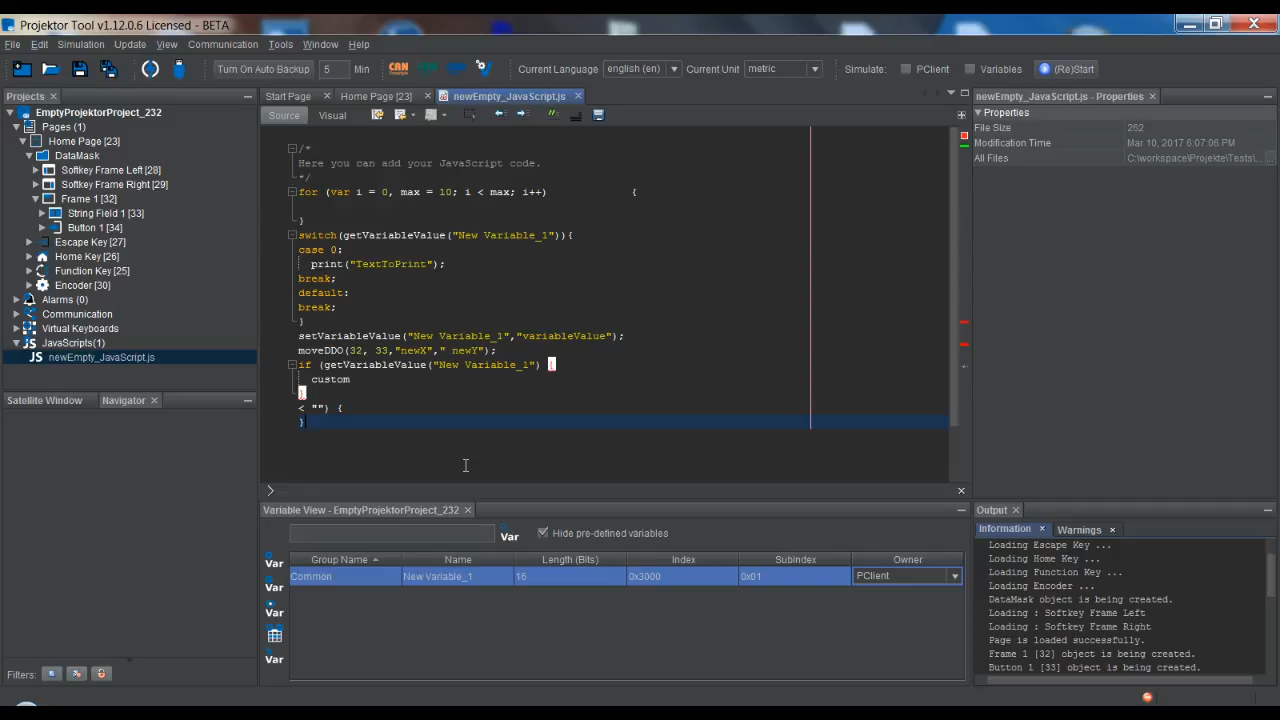 Projektor Tool v1.12.0.6 Licensed - BETA
File Edit Simulation Update View Communication Tools Window Help
Turn On Auto Backup 5 Min CAN Current Language english (en) Current Unit metric Simulate: PClient Variables (Re)Start
Projects
EmptyProjektorProject_232
Pages (1)
Home Page [23]
DataMask
Softkey Frame Left [28]
Softkey Frame Right [29]
Frame 1 [32]
String Field 1 [33]
Button 1 [34]
Escape Key [27]
Home Key [26]
Function Key [25]
Encoder [30]
Alarms (0)
Communication
Virtual Keyboards
JavaScripts(1)
newEmpty_JavaScript.js
Satellite Window Navigator
Filters:
Start Page Home Page [23] newEmpty_JavaScript.js
Source Visual
/*
Here you can add your JavaScript code.
*/
for (var i = 0, max = 10; i < max; i++) {
}
switch(getVariableValue("New Variable_1")){
case 0:
print("TextToPrint");
break;
default:
break;
}
setVariableValue("New Variable_1","variableValue");
moveDDO(32, 33,"newX"," newY");
if (getVariableValue("New Variable_1") {
custom
}
< "") {
}
Variable View - EmptyProjektorProject_232
Var Hide pre-defined variables
Var
Var
Var
Var
Group Name Name Length (Bits) Index Subindex Owner
Common New Variable_1 16 0x3000 0x01 PClient
newEmpty_JavaScript.js - Properties
Properties
File Size 262
Modification Time Mar 10, 2017 6:07:06 PM
All Files C:\workspace\Projekte\Tests\... ...
Output
Information Warnings
Loading Escape Key ...
Loading Home Key ...
Loading Function Key ...
Loading Encoder ...
DataMask object is being created.
Loading : Softkey Frame Left
Loading : Softkey Frame Right
Page is loaded successfully.
Frame 1 [32] object is being created.
Button 1 [33] object is being created.